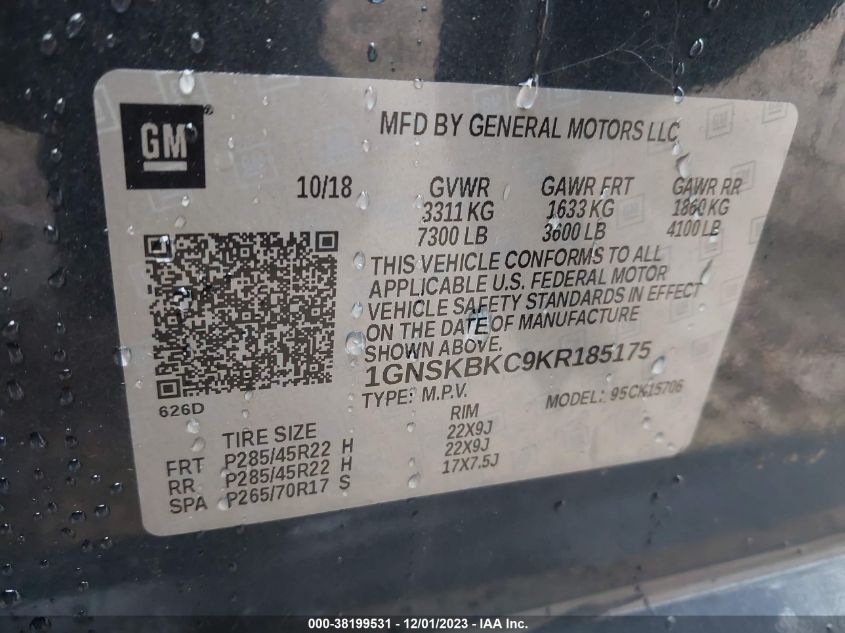 GM®
MFD BY GENERAL MOTORS LLC
10/18 GVWR GAWR FRT GAWR RR
3311 KG 1633 KG 1860 KG
7300 LB 3600 LB 4100 LB
THIS VEHICLE CONFORMS TO ALL
APPLICABLE U.S. FEDERAL MOTOR
VEHICLE SAFETY STANDARDS IN EFFECT
ON THE DATE OF MANUFACTURE
SHOWN ABOVE.
1GNSKBKC9KR185175
626D
TYPE: M.P.V. MODEL: 95CK15706
TIRE SIZE RIM
FRT P285/45R22 H 22X9J
RR P285/45R22 H 22X9J
SPA P265/70R17 S 17X7.5J
000-38199531 - 12/01/2023 - IAA Inc.